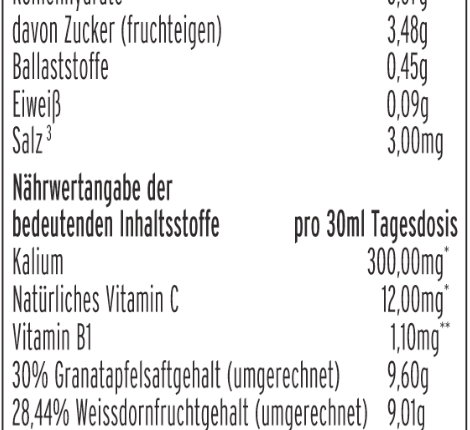 Kohlenhydrate
davon Zucker (fruchteigen) 3,48g
Ballaststoffe 0,45g
Eiweiß 0,09g
Salz ³ 3,00mg
Nährwertangabe der
bedeutenden Inhaltsstoffe pro 30ml Tagesdosis
Kalium 300,00mg*
Natürliches Vitamin C 12,00mg*
Vitamin B1 1,10mg**
30% Granatapfelsaftgehalt (umgerechnet) 9,60g
28,44% Weissdornfruchtgehalt (umgerechnet) 9,01g